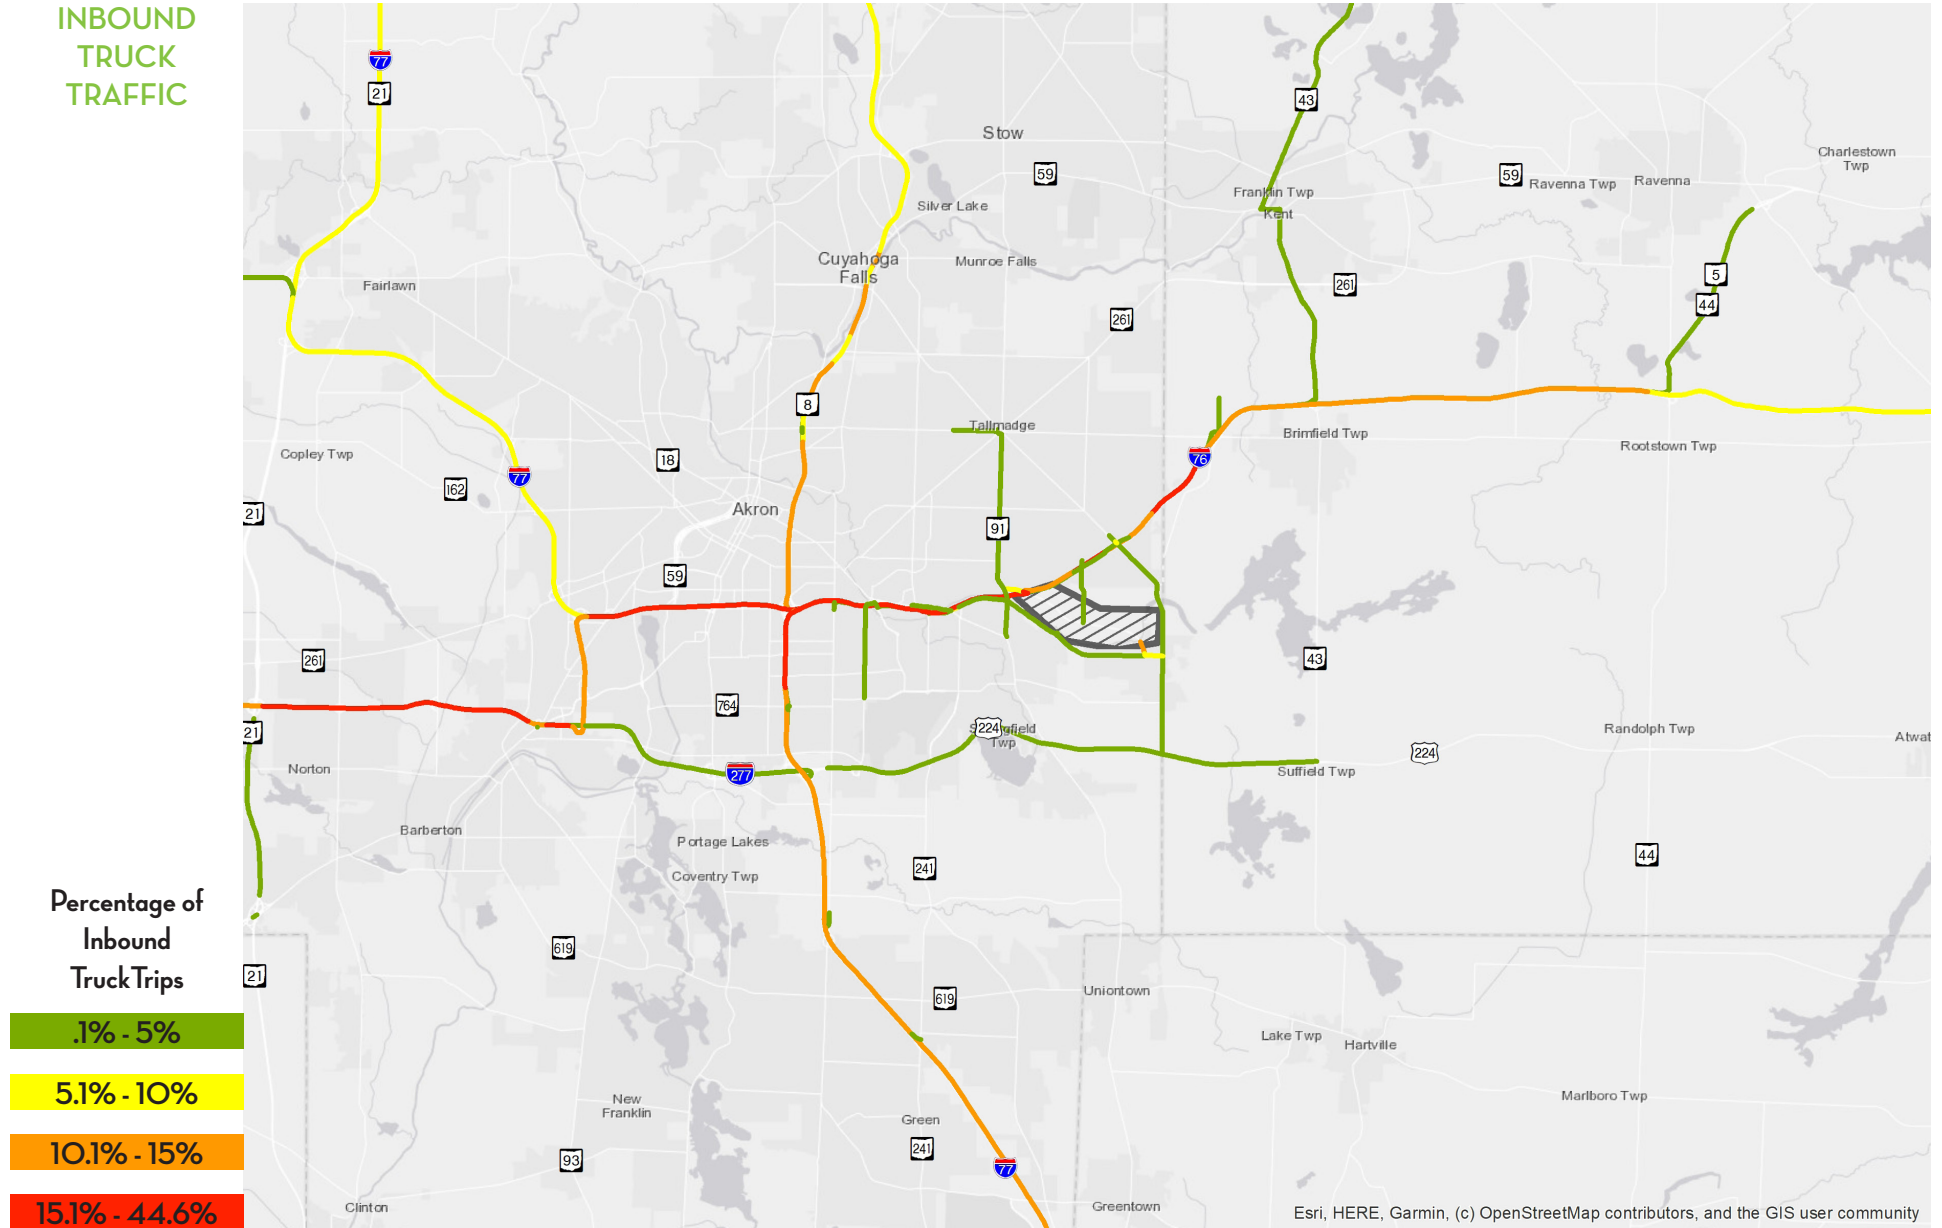 INBOUND
TRUCK
TRAFFIC
Percentage of
Inbound
Truck Trips
.1% - 5%
5.1% - 10%
10.1% - 15%
15.1% - 44.6%
77
21
43
Stow
59
Charlestown
Twp
59
Ravenna Twp
Ravenna
Franklin Twp
Kent
Silver Lake
Cuyahoga
Falls
Munroe Falls
Fairlawn
261
5
44
261
8
Tallmadge
Brimfield Twp
Rootstown Twp
Copley Twp
18
76
77
162
21
Akron
91
59
261
43
764
21
224
Twp
Randolph Twp
Atwat
224
Norton
277
Suffield Twp
Barberton
Portage Lakes
44
241
Coventry Twp
619
21
619
Uniontown
Lake Twp
Hartville
New
Franklin
Marlboro Twp
Green
241
93
77
Clinton
Greentown
Esri, HERE, Garmin, (c) OpenStreetMap contributors, and the GIS user community